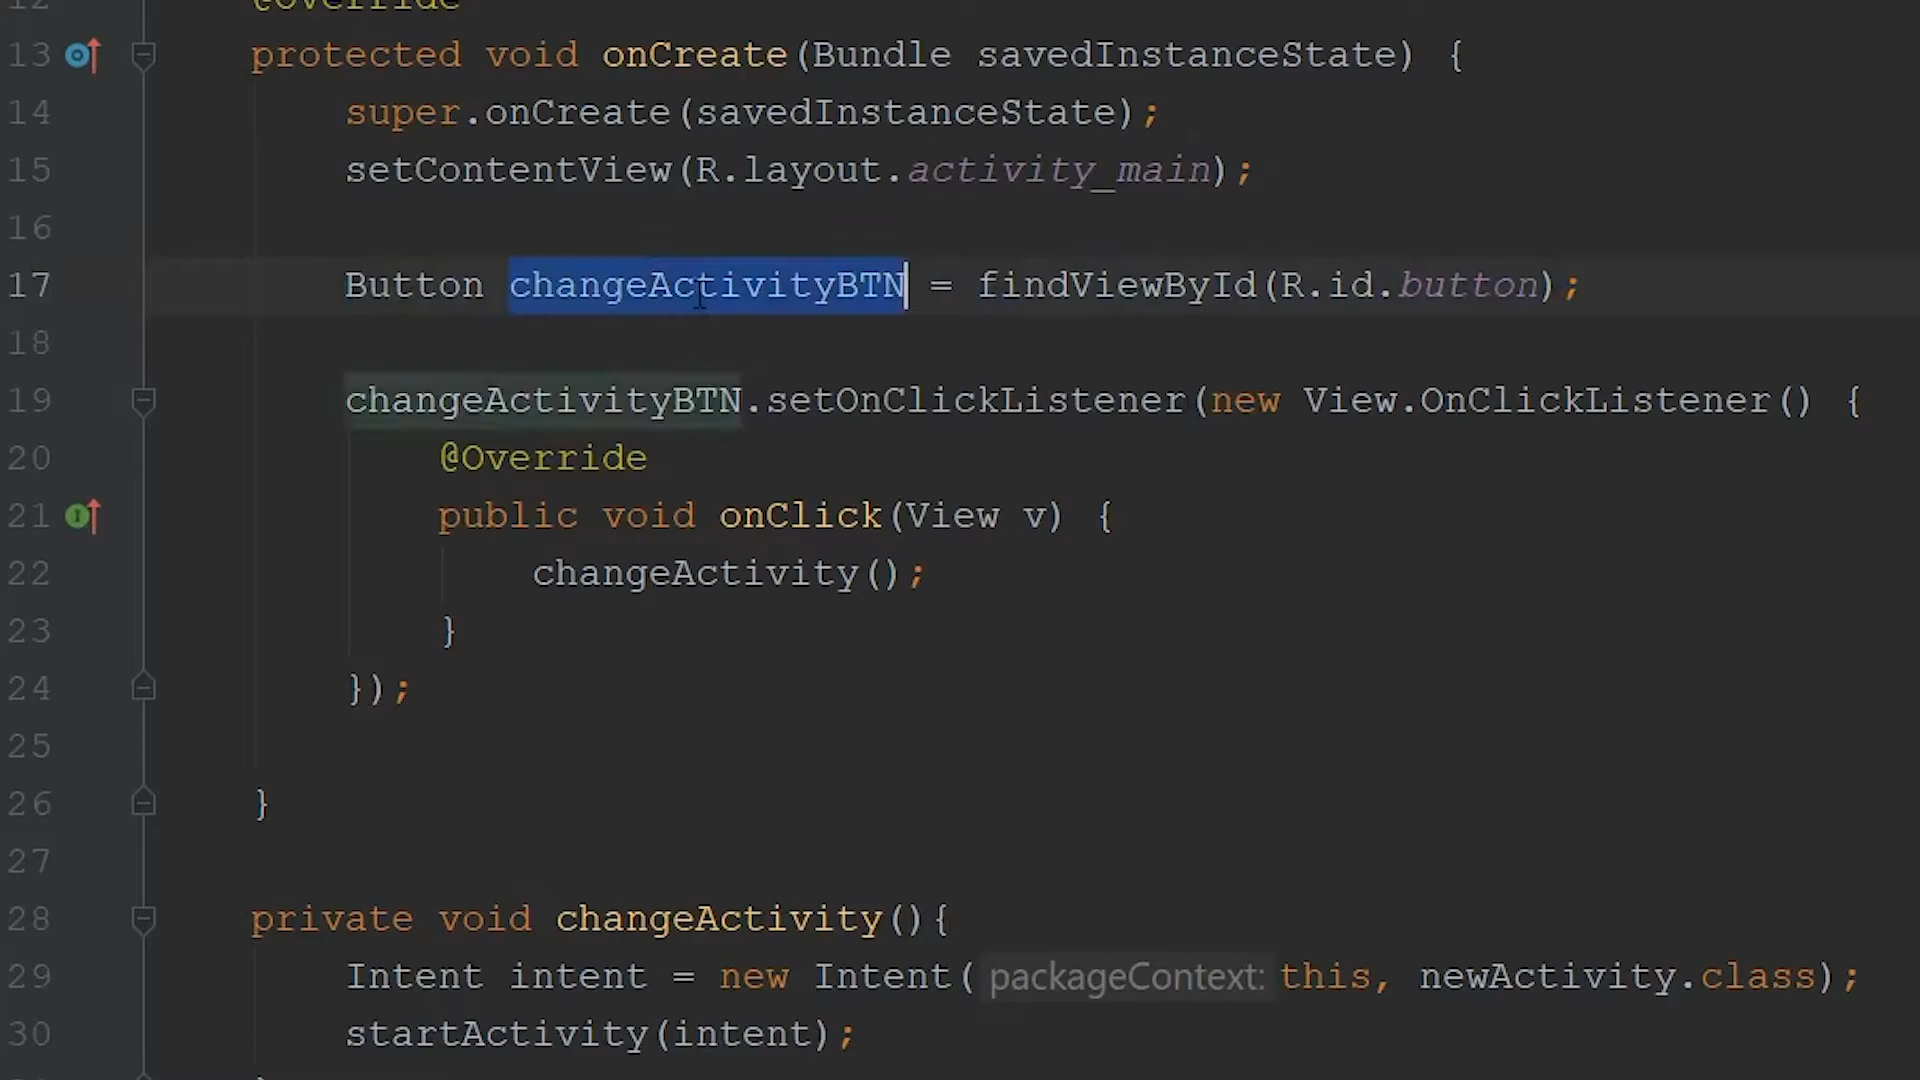 12 @Override
13 protected void onCreate(Bundle savedInstanceState) {
14 super.onCreate(savedInstanceState);
15 setContentView(R.layout.activity_main);
16
17 Button changeActivityBTN = findViewById(R.id.button);
18
19 changeActivityBTN.setOnClickListener(new View.OnClickListener() {
20 @Override
21 public void onClick(View v) {
22 changeActivity();
23 }
24 });
25
26 }
27
28 private void changeActivity(){
29 Intent intent = new Intent( packageContext: this, newActivity.class);
30 startActivity(intent);